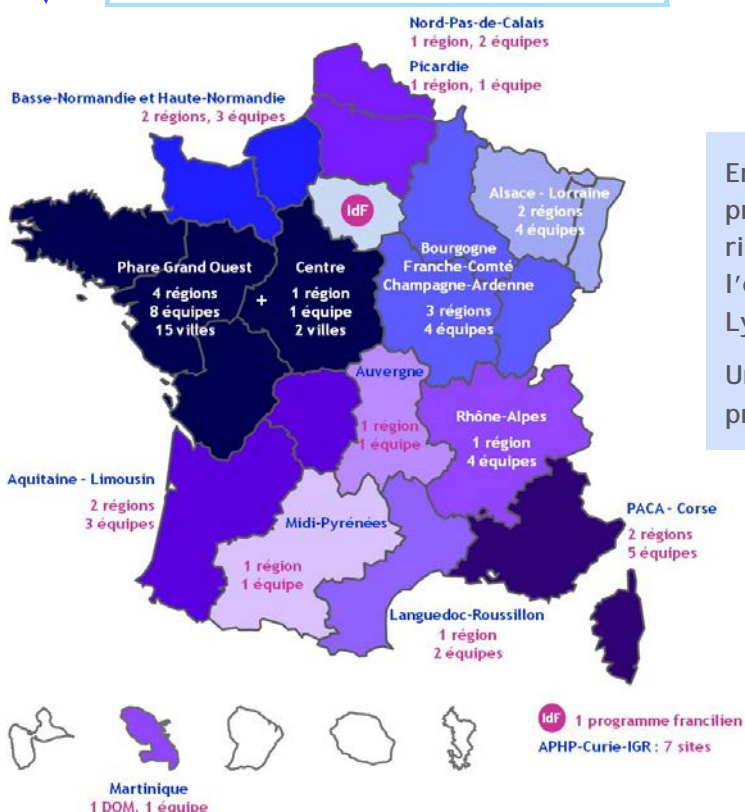 Nord-Pas-de-Calais
1 région, 2 équipes
Picardie
1 région, 1 équipe
Basse-Normandie et Haute-Normandie
2 régions, 3 équipes
IdF
Alsace - Lorraine
2 régions
4 équipes
Phare Grand Ouest
4 régions
8 équipes
15 villes
+
Centre
1 région
1 équipe
2 villes
Bourgogne
Franche-Comté
Champagne-Ardenne
3 régions
4 équipes
Auvergne
1 région
1 équipe
Rhône-Alpes
1 région
4 équipes
Aquitaine - Limousin
2 régions
3 équipes
Midi-Pyrénées
1 région
1 équipe
PACA - Corse
2 régions
5 équipes
Languedoc-Roussillon
1 région
2 équipes
Martinique
1 DOM, 1 équipe
IdF 1 programme francilien
APHP-Curie-IGR : 7 sites